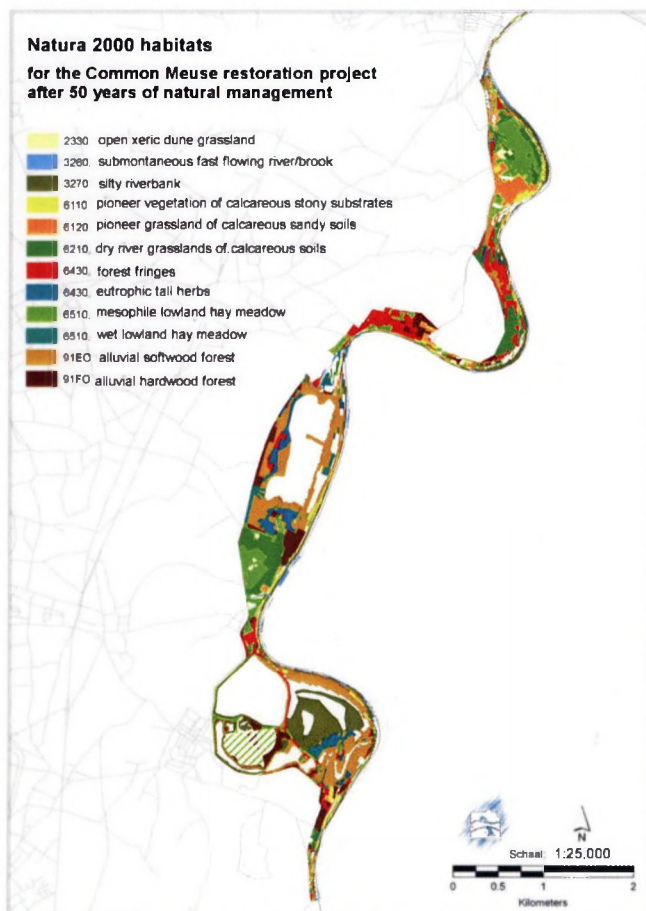 Natura 2000 habitats
for the Common Meuse restoration project
after 50 years of natural management
2330 open xeric dune grassland
3260. submontaneous fast flowing river/brook
3270 silty riverbank
6110. pioneer vegetation of calcareous stony substrates
6120 pioneer grassland of calcareous sandy soils
6210, dry river grasslands of calcareous soils
6430, forest fringes
6430, eutrophic tall herbs
6510, mesophile lowland hay meadow
6510, wet lowland hay meadow
91E0 alluvial softwood forest
91F0 alluvial hardwood forest
N
Schaal: 1:25,000
0 0.5 1 2
Kilometers